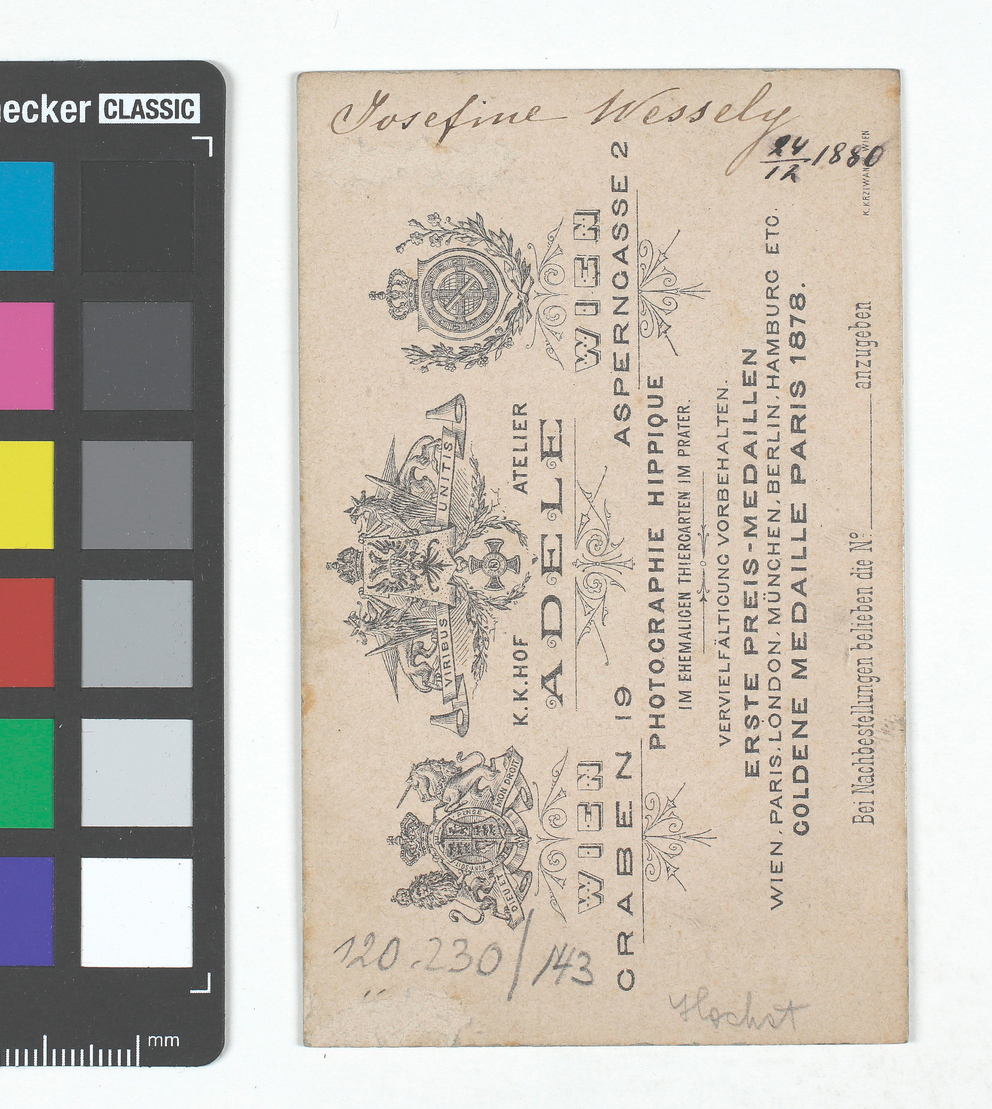 ecker CLASSIC
mm
Josefine Wessely
24/12 1880
VIRIBUS UNITIS
DIEU ET MON DROIT
K.K.HOF ATELIER
ADÈLE
WIEN WIEN
GRABEN 19 ASPERNGASSE 2
PHOTOGRAPHIE HIPPIQUE
IM EHEMALIGEN THIERGARTEN IM PRATER.
VERVIELFÄLTIGUNG VORBEHALTEN.
ERSTE PREIS-MEDAILLEN
WIEN, PARIS, LONDON, MÜNCHEN, BERLIN, HAMBURG ETC.
GOLDENE MEDAILLE PARIS 1878.
Bei Nachbestellungen belieben die Nº anzugeben
K. KRZIWANEK WIEN
120.230/143